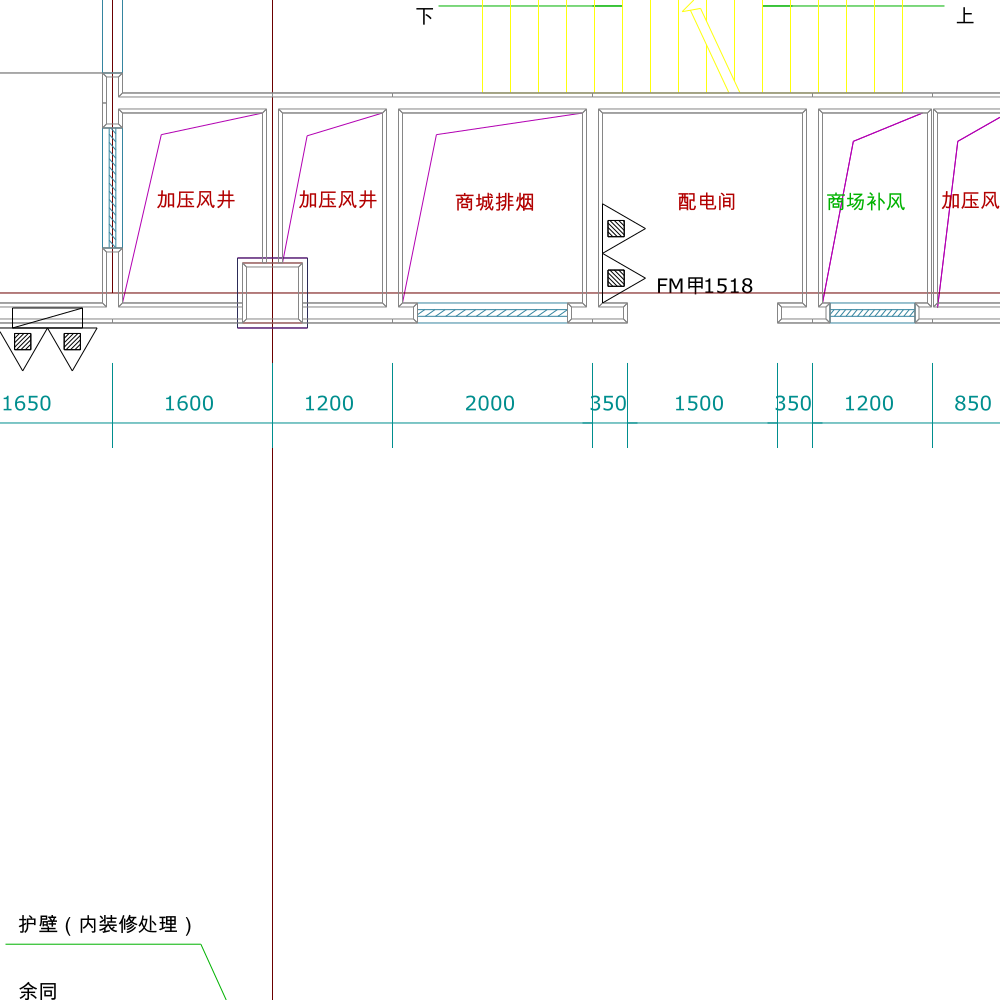 下
上
加压风井
加压风井
商城排烟
配电间
商场补风
加压风
FM甲1518
1650
1600
1200
2000
350
1500
350
1200
850
护壁（内装修处理）
余同